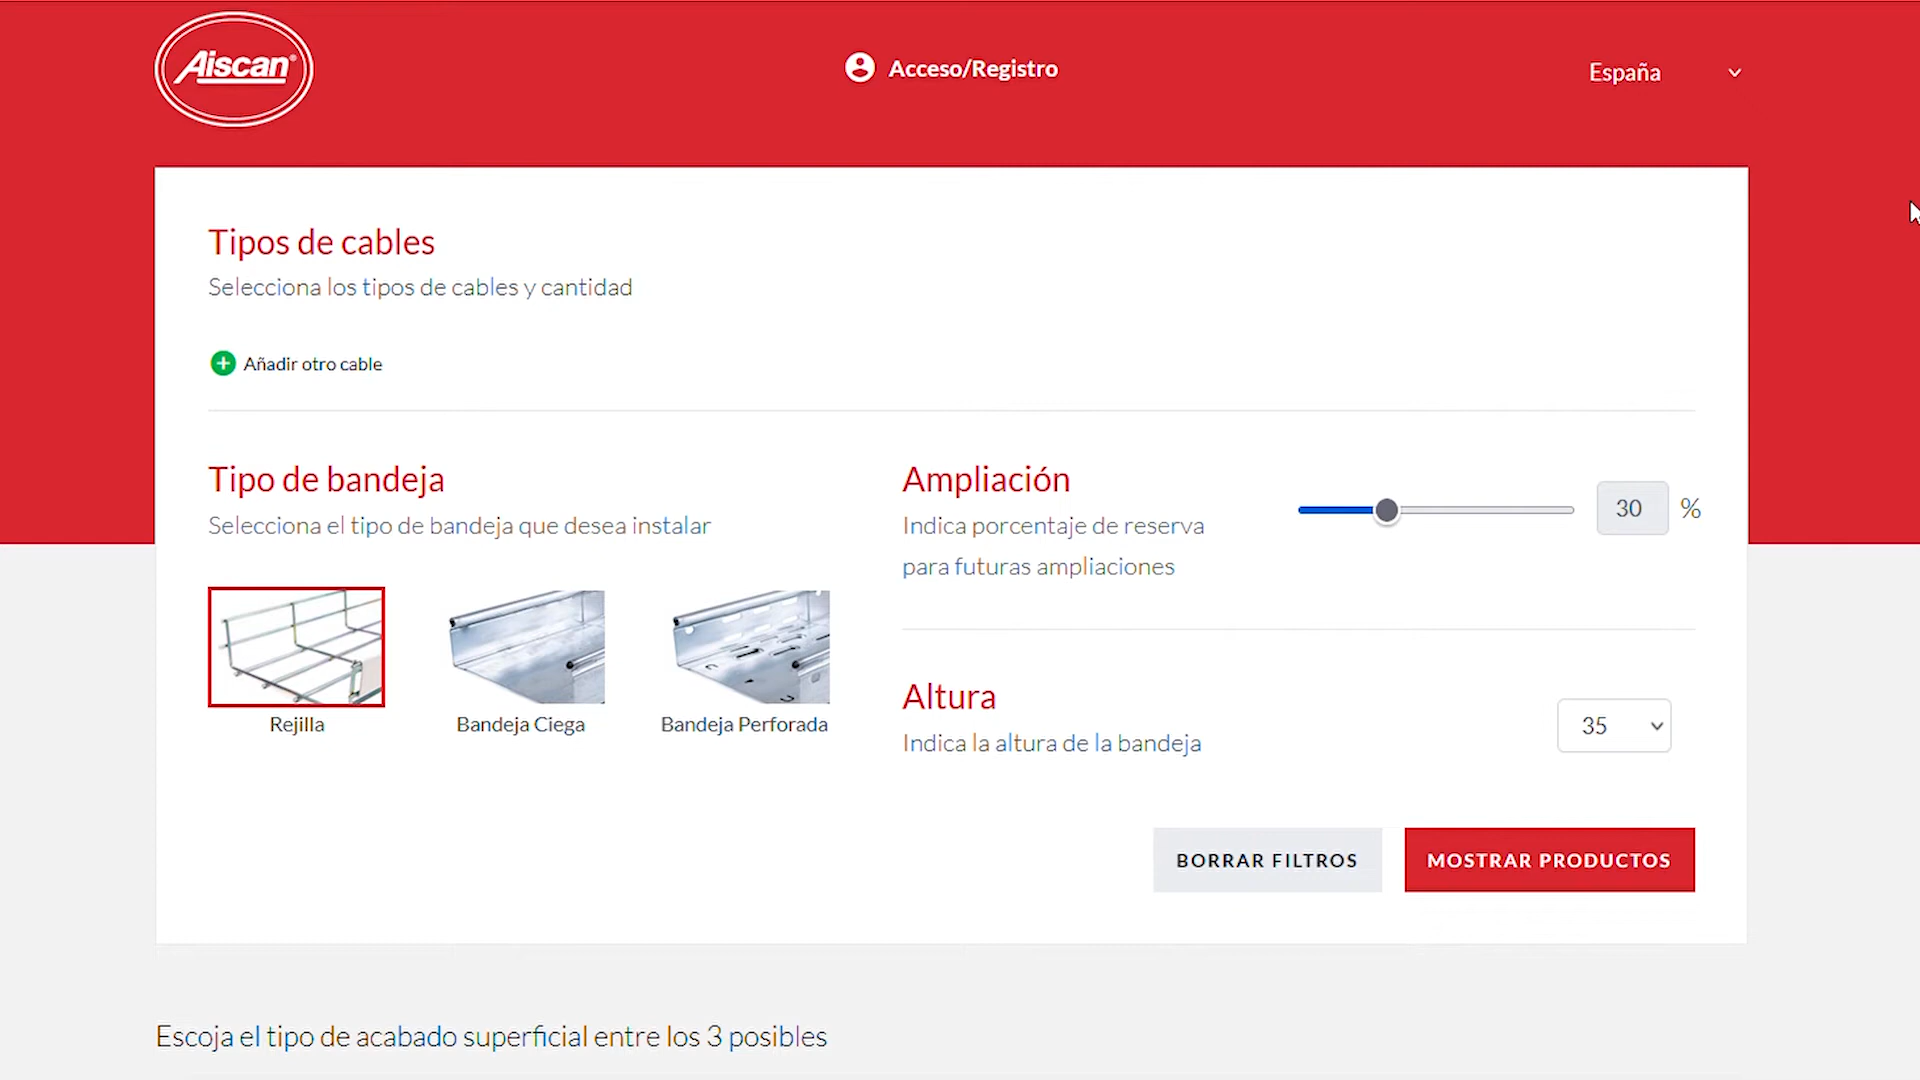 Aiscan®
Acceso/Registro
España
Tipos de cables
Selecciona los tipos de cables y cantidad
Añadir otro cable
Tipo de bandeja
Selecciona el tipo de bandeja que desea instalar
Rejilla
Bandeja Ciega
Bandeja Perforada
Ampliación
Indica porcentaje de reserva
para futuras ampliaciones
30 %
Altura
Indica la altura de la bandeja
35
BORRAR FILTROS
MOSTRAR PRODUCTOS
Escoja el tipo de acabado superficial entre los 3 posibles